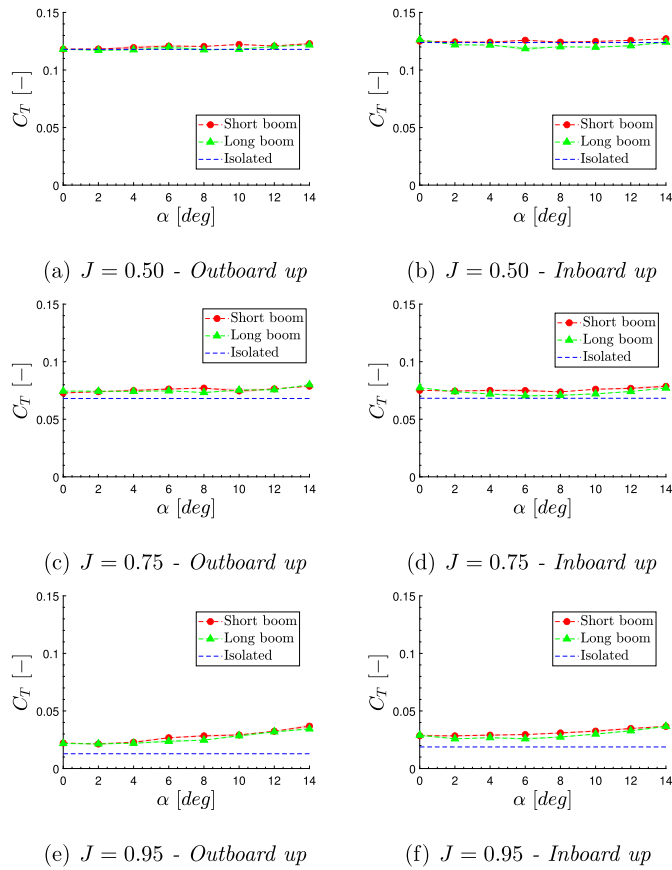 0.15
0.1
0.05
0
C_T [−]
Short boom
Long boom
Isolated
0 2 4 6 8 10 12 14
α [deg]
(a) J = 0.50 - Outboard up
0.15
0.1
0.05
0
C_T [−]
Short boom
Long boom
Isolated
0 2 4 6 8 10 12 14
α [deg]
(b) J = 0.50 - Inboard up
0.15
0.1
0.05
0
C_T [−]
Short boom
Long boom
Isolated
0 2 4 6 8 10 12 14
α [deg]
(c) J = 0.75 - Outboard up
0.15
0.1
0.05
0
C_T [−]
Short boom
Long boom
Isolated
0 2 4 6 8 10 12 14
α [deg]
(d) J = 0.75 - Inboard up
0.15
0.1
0.05
0
C_T [−]
Short boom
Long boom
Isolated
0 2 4 6 8 10 12 14
α [deg]
(e) J = 0.95 - Outboard up
0.15
0.1
0.05
0
C_T [−]
Short boom
Long boom
Isolated
0 2 4 6 8 10 12 14
α [deg]
(f) J = 0.95 - Inboard up